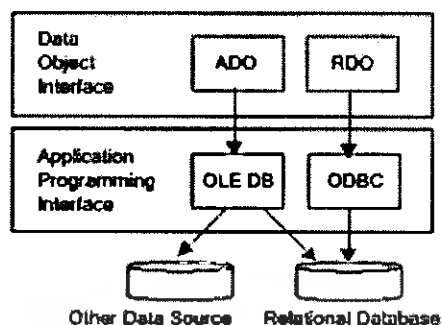 Data
Object
Interface
ADO
RDO
Application
Programming
Interface
OLE DB
ODBC
Other Data Source
Relational Database